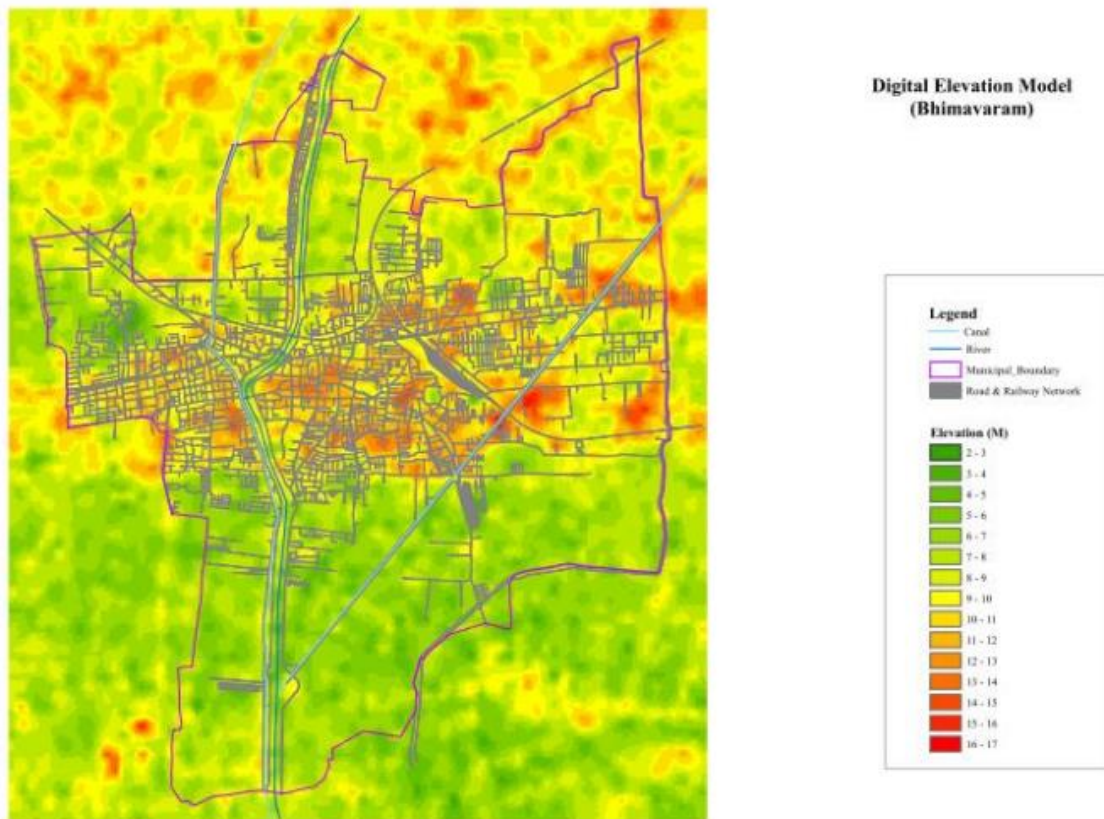 Digital Elevation Model
(Bhimavaram)
Legend
Canal
River
Municipal_Boundary
Road & Railway Network
Elevation (M)
2 - 3
3 - 4
4 - 5
5 - 6
6 - 7
7 - 8
8 - 9
9 - 10
10 - 11
11 - 12
12 - 13
13 - 14
14 - 15
15 - 16
16 - 17